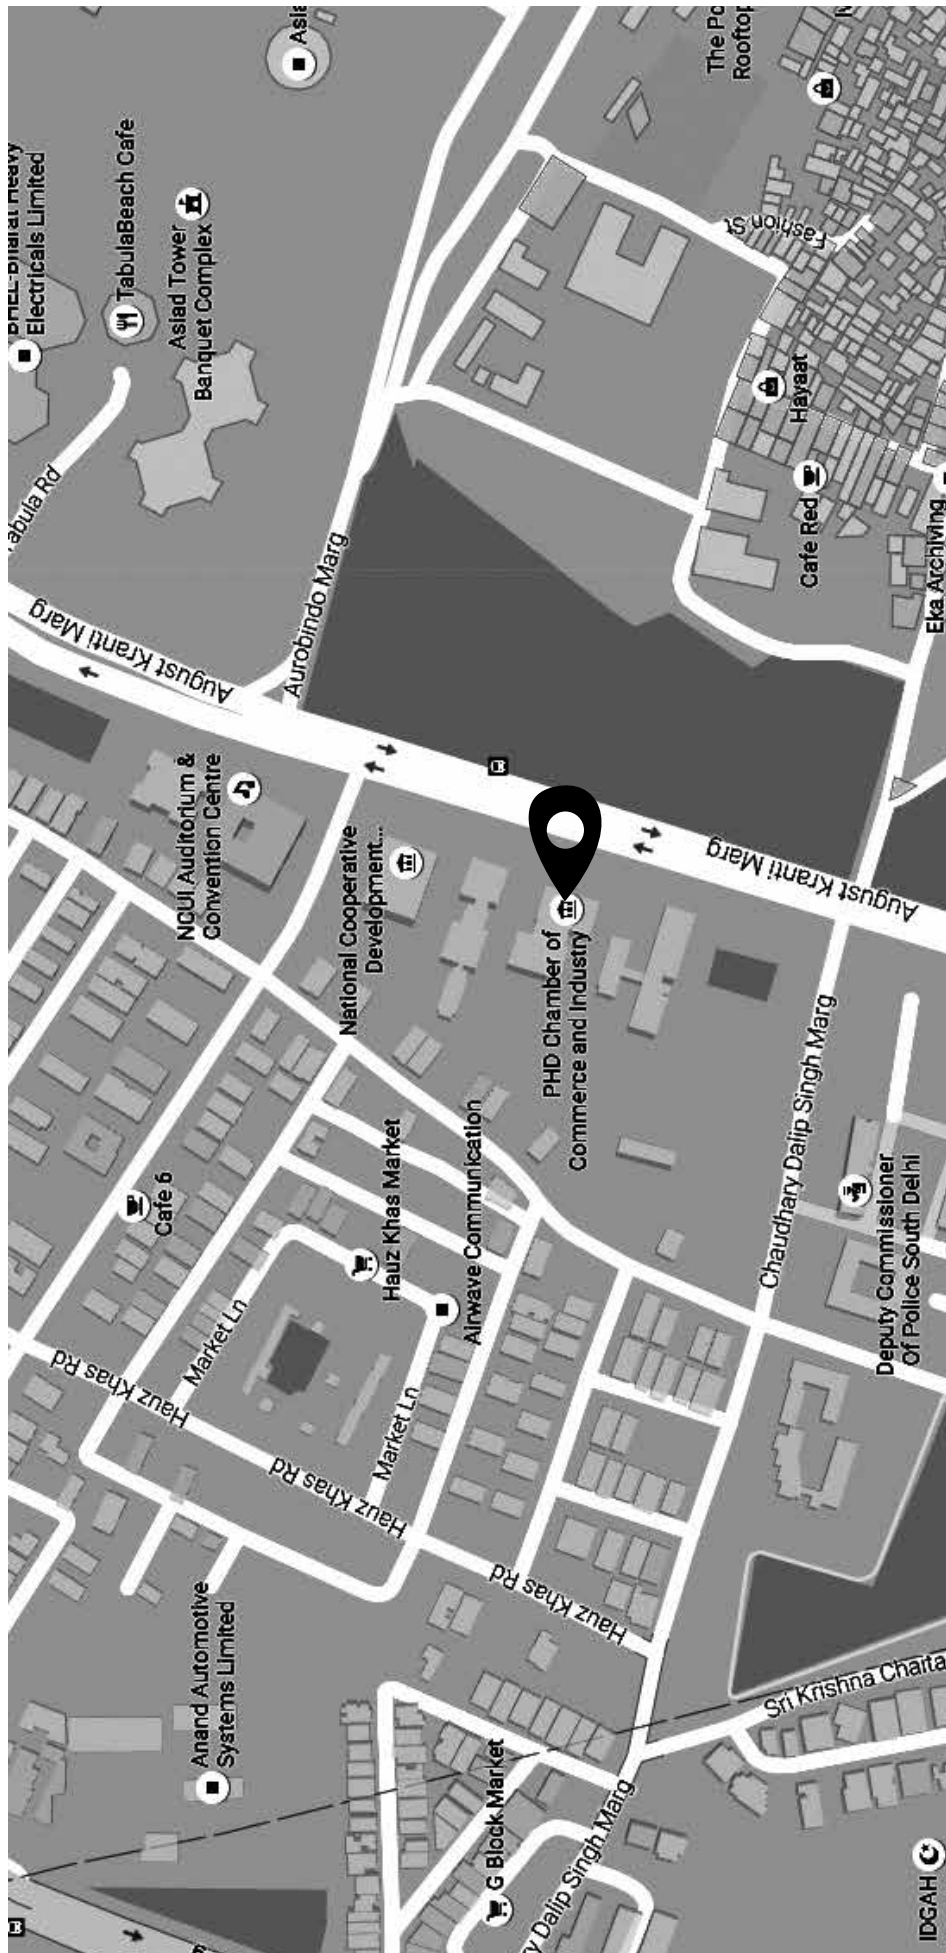 Asia
The Po
Rooftop
BHEL-Bharat Heavy
Electricals Limited
TabulaBeach Cafe
Asiad Tower
Banquet Complex
Fashion St
Hayaat
Cafe Red
Eka Archiving
Tabula Rd
August Kranti Marg
Aurobindo Marg
NCUI Auditorium &
Convention Centre
National Cooperative
Development...
PHD Chamber of
Commerce and Industry
August Kranti Marg
Chaudhary Dalip Singh Marg
Cafe 6
Hauz Khas Market
Airwave Communication
Deputy Commissioner
Of Police South Delhi
Market Ln
Hauz Khas Rd
Market Ln
Hauz Khas Rd
Hauz Khas Rd
Anand Automotive
Systems Limited
Sri Krishna Chaita
G Block Market
ry Dalip Singh Marg
IDGAH